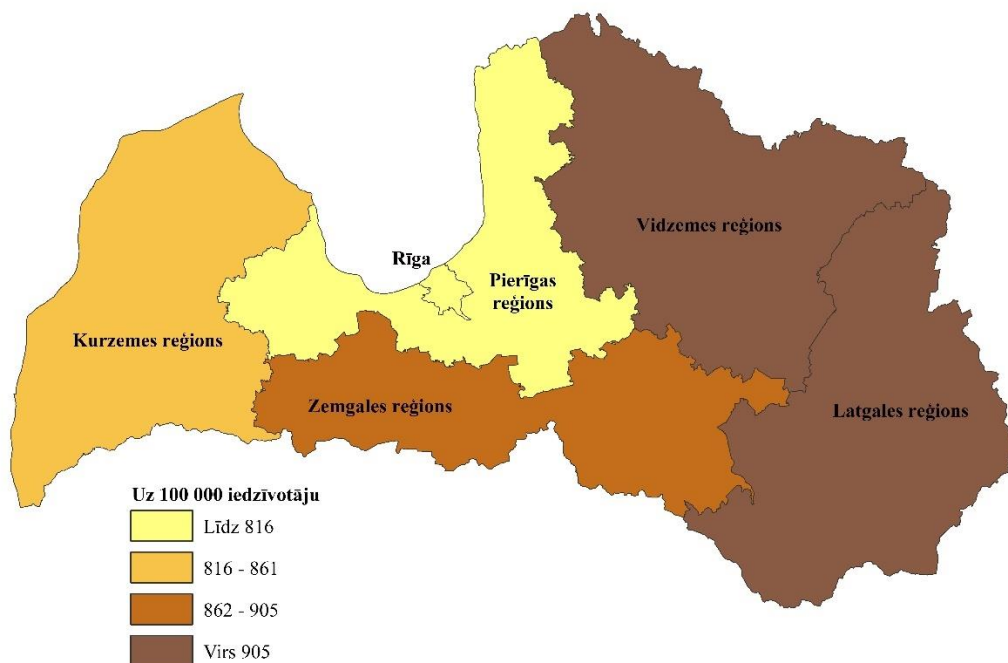 Rīga
Vidzemes reģions
Pierīgas
reģions
Kurzemes reģions
Zemgales reģions
Latgales reģions
Uz 100 000 iedzīvotāju
Līdz 816
816 - 861
862 - 905
Virs 905